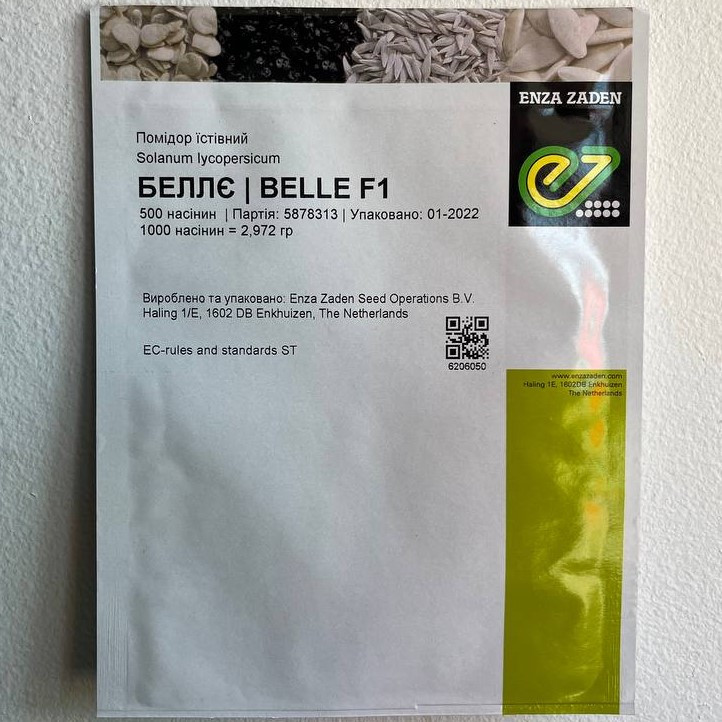 ENZA ZADEN
Помідор їстівний
Solanum lycopersicum
БЕЛЛЄ | BELLE F1
500 насінин | Партія: 5878313 | Упаковано: 01-2022
1000 насінин = 2,972 гр
Вироблено та упаковано: Enza Zaden Seed Operations B.V.
Haling 1/E, 1602 DB Enkhuizen, The Netherlands
EC-rules and standards ST
6206050
www.enzazaden.com
Haling 1E, 1602DB Enkhuizen
The Netherlands